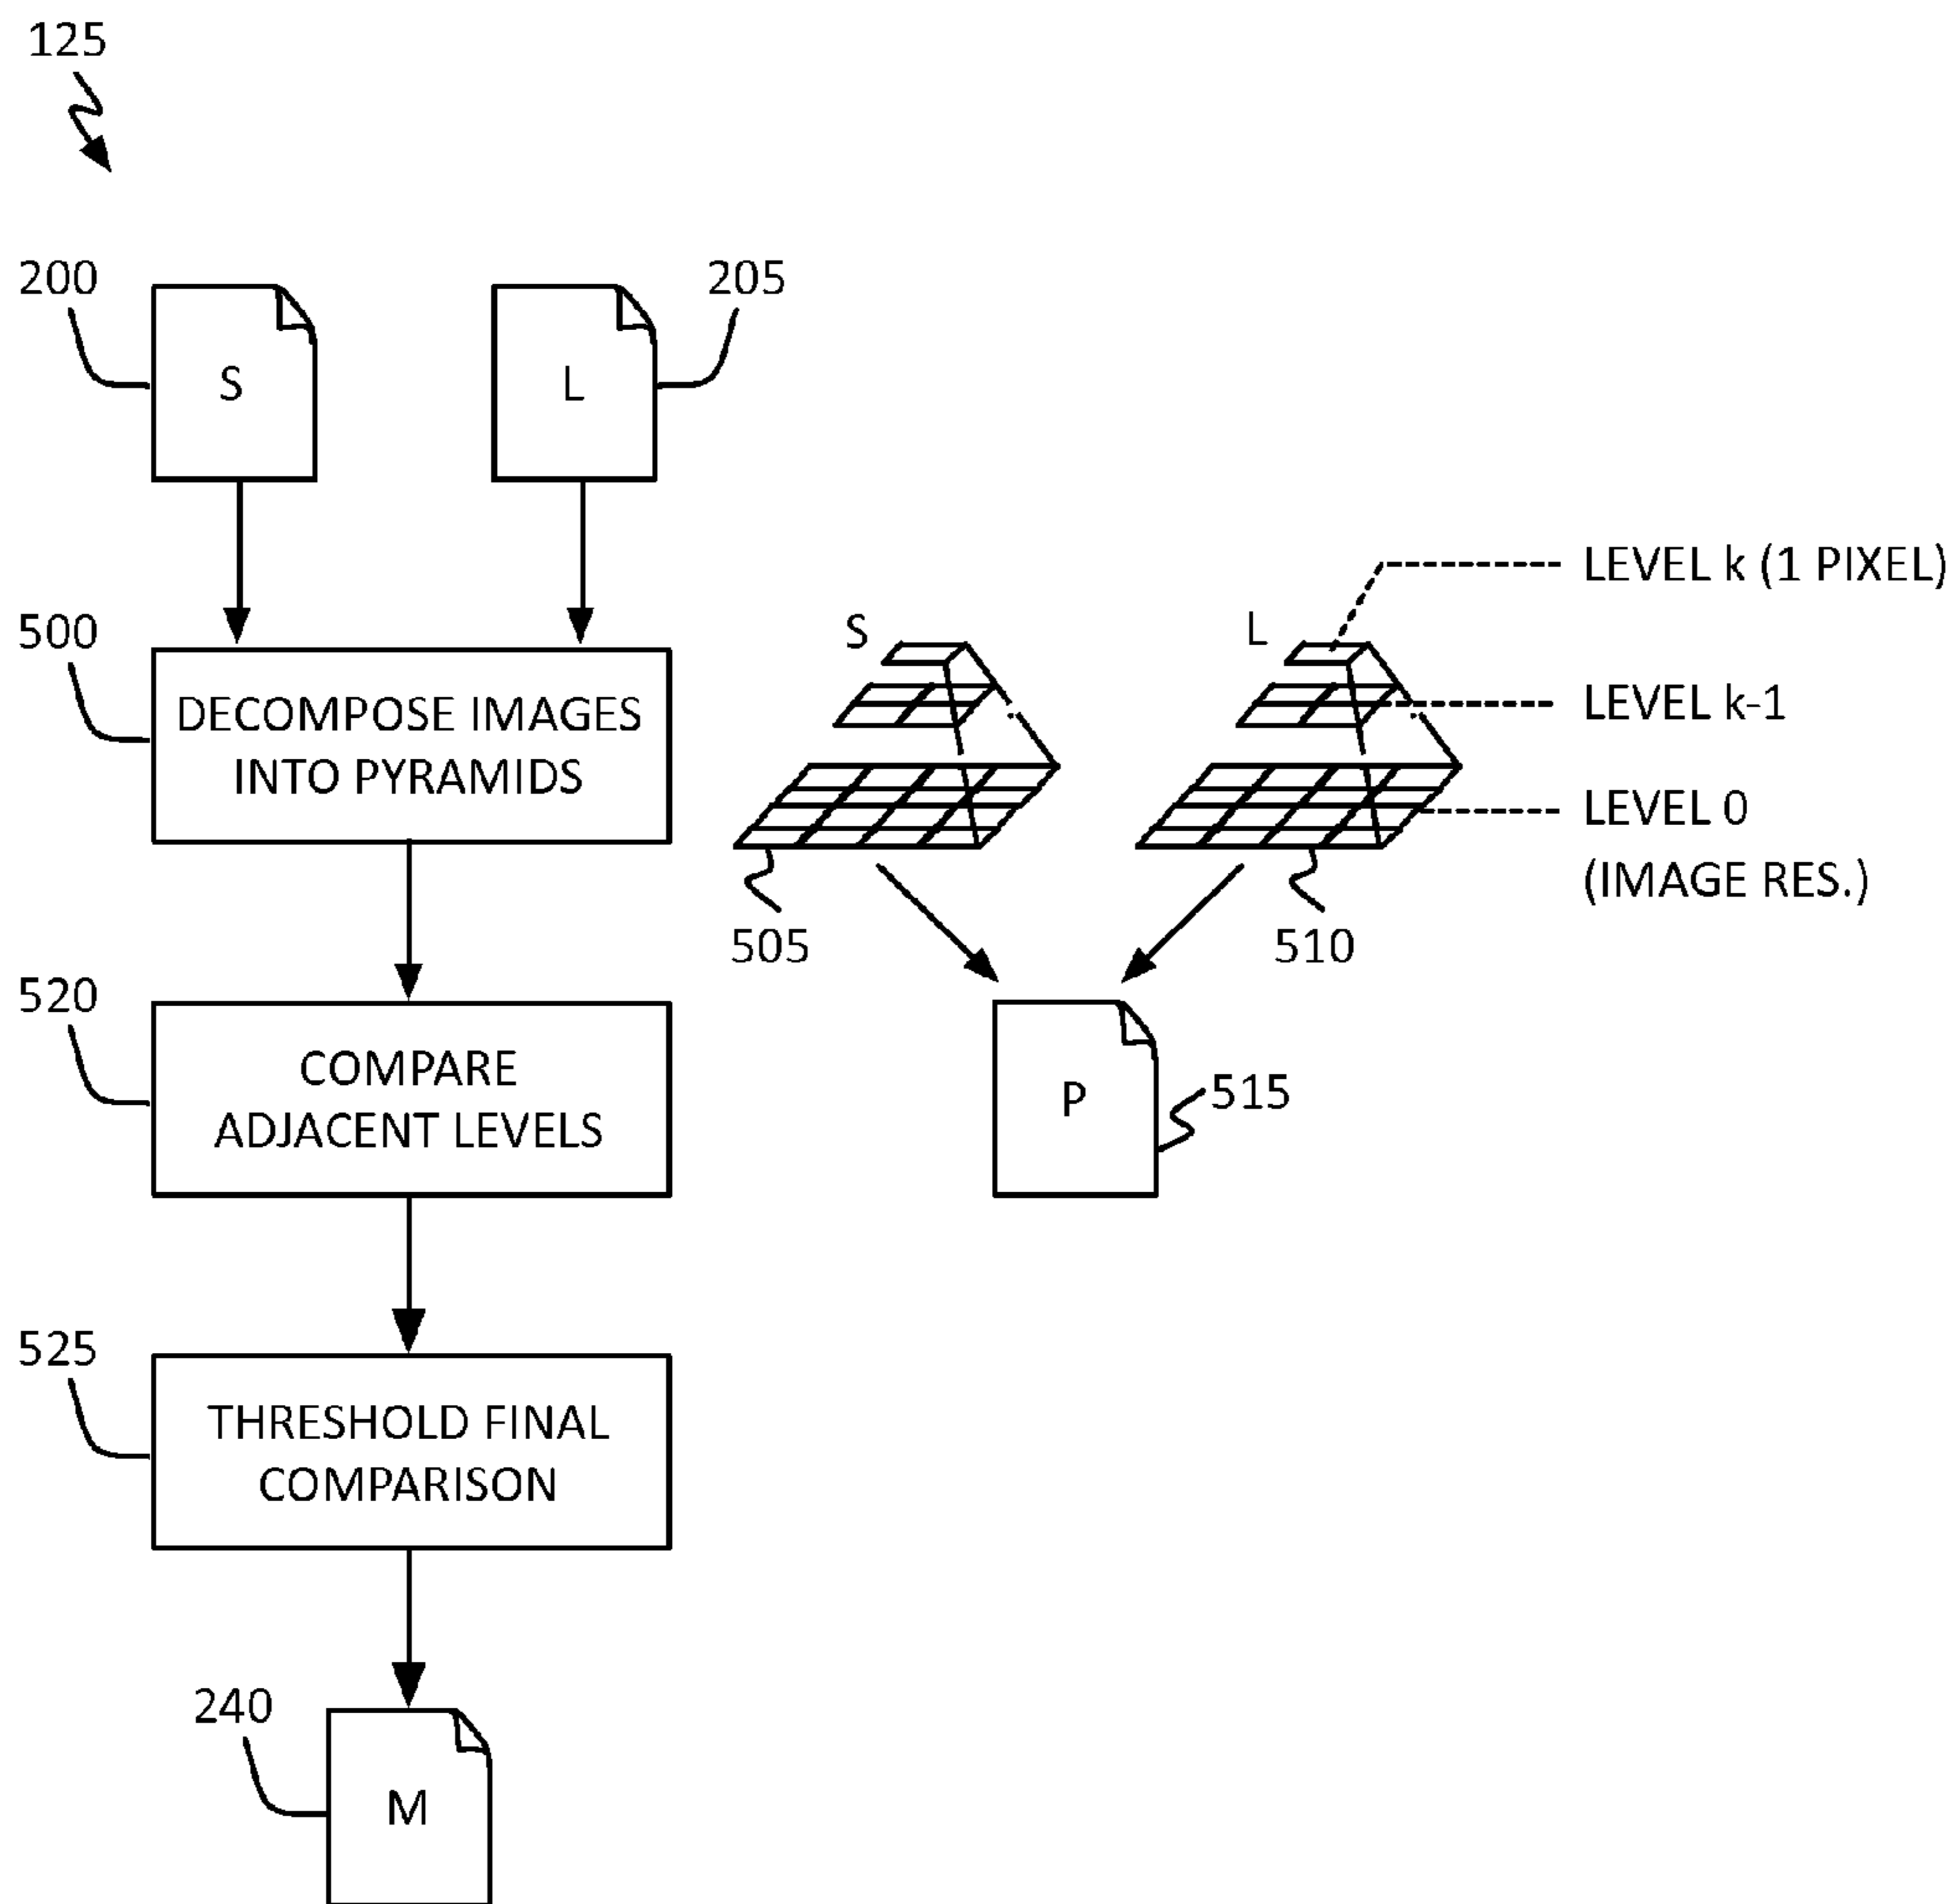 125
200
205
S
L
500
DECOMPOSE IMAGES
INTO PYRAMIDS
S
L
LEVEL k (1 PIXEL)
LEVEL k-1
LEVEL 0
(IMAGE RES.)
505
510
520
COMPARE
ADJACENT LEVELS
P
515
525
THRESHOLD FINAL
COMPARISON
240
M